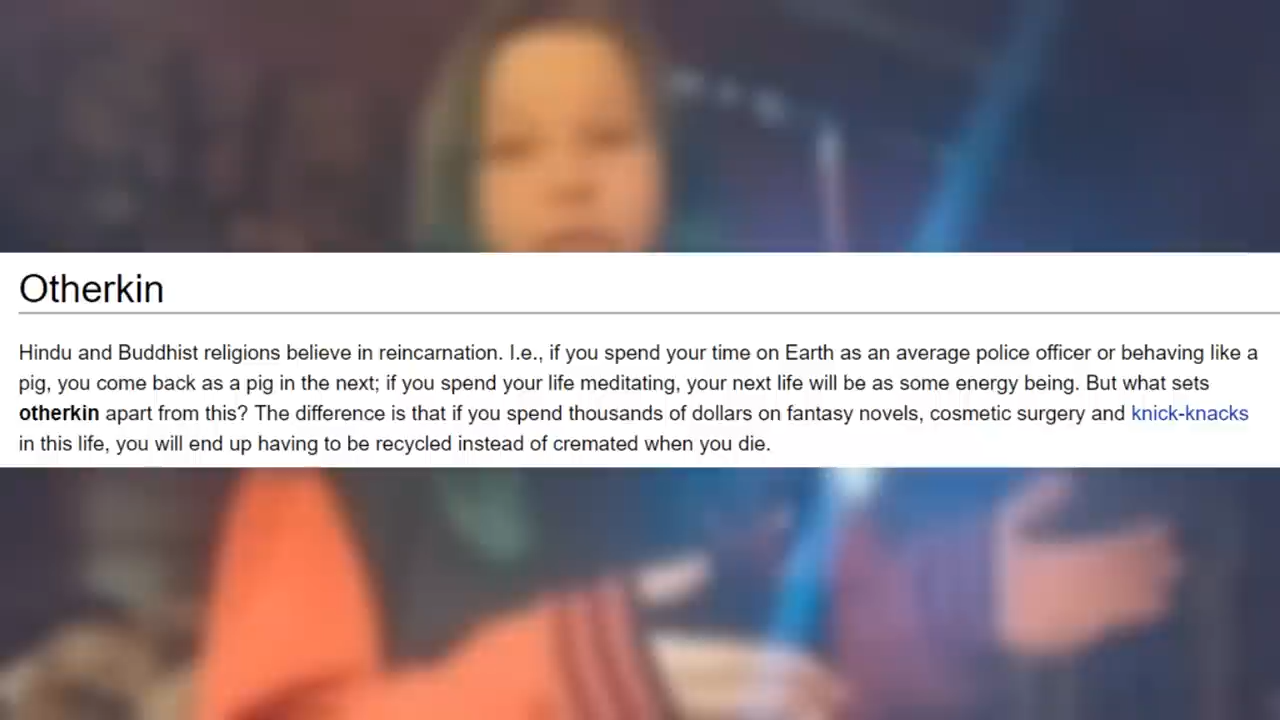 Otherkin
Hindu and Buddhist religions believe in reincarnation. I.e., if you spend your time on Earth as an average police officer or behaving like a
pig, you come back as a pig in the next; if you spend your life meditating, your next life will be as some energy being. But what sets
otherkin apart from this? The difference is that if you spend thousands of dollars on fantasy novels, cosmetic surgery and knick-knacks
in this life, you will end up having to be recycled instead of cremated when you die.